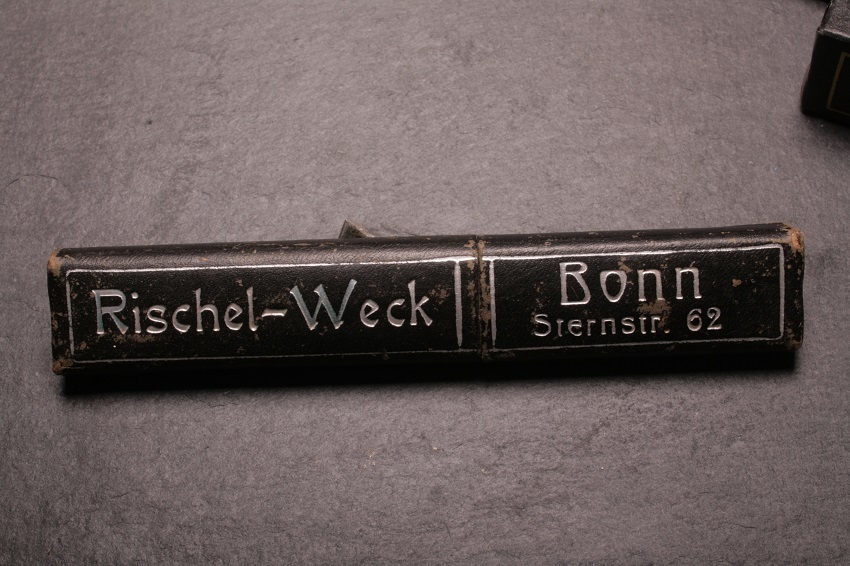 Rischel-Weck
Bonn
Sternstr. 62